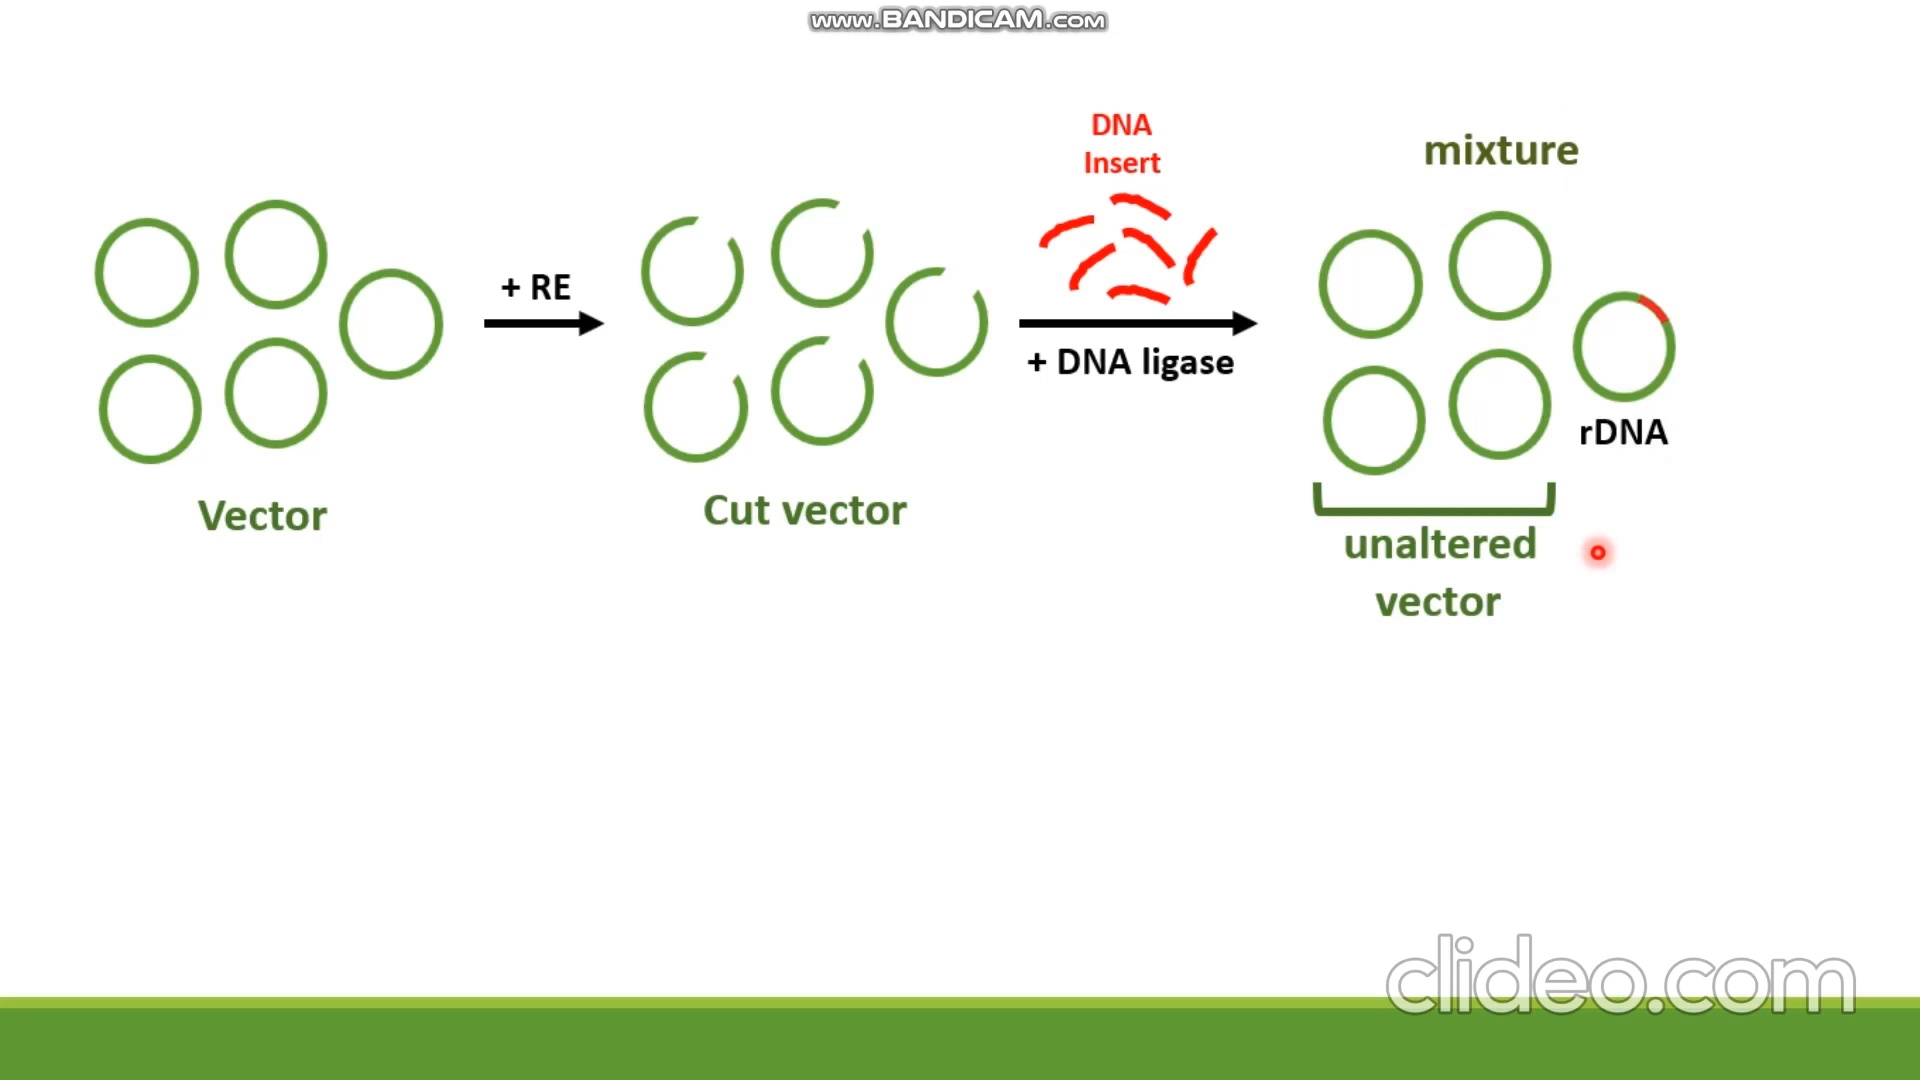 www.BANDICAM.com
DNA
Insert
mixture
+ RE
+ DNA ligase
rDNA
Vector
Cut vector
unaltered
vector
clideo.com